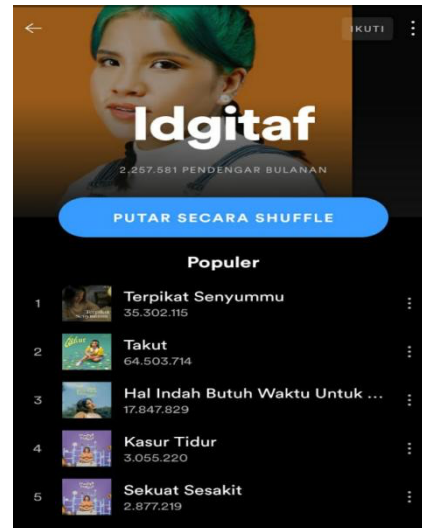 IKUTI
Idgitaf
2.257.581 PENDENGAR BULANAN
PUTAR SECARA SHUFFLE
Populer
1
Terpikat Senyummu
35.302.115
2
Takut
64.503.714
3
Hal Indah Butuh Waktu Untuk ...
17.847.829
4
Kasur Tidur
3.055.220
5
Sekuat Sesakit
2.877.219